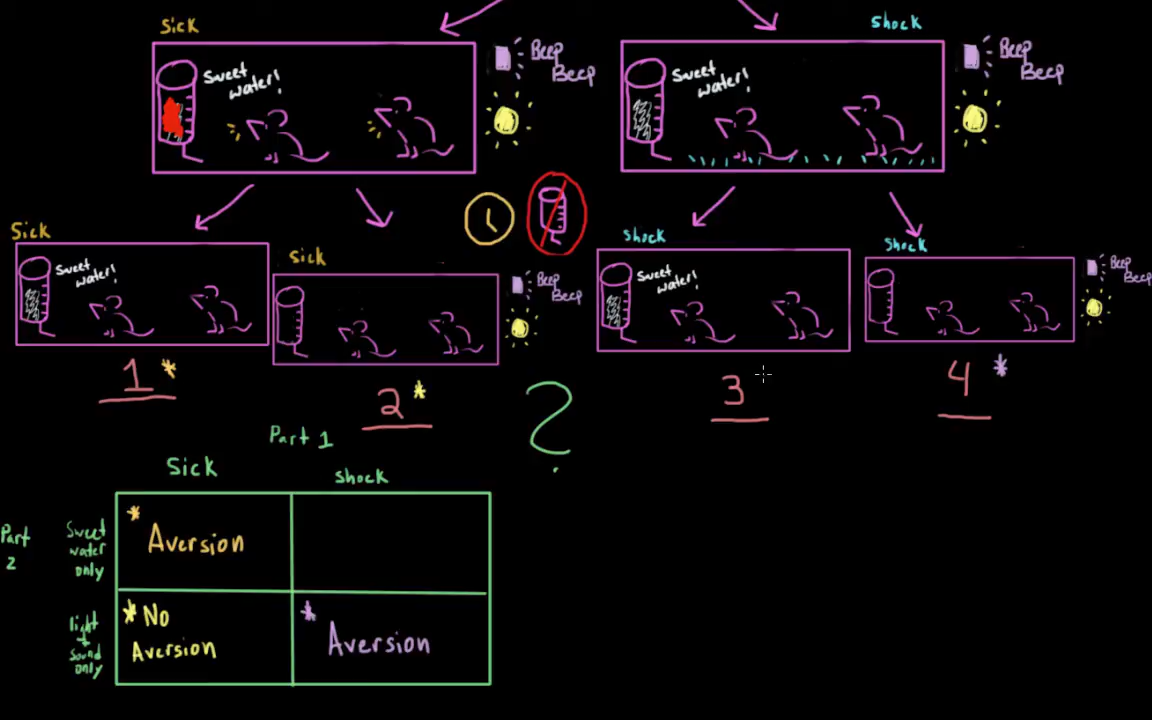 Sick
Shock
Sweet
water!
Beep
Beep
Sweet
water!
Beep
Beep
Sick
Sick
Shock
Shock
Sweet
water!
Beep
Beep
Sweet
water!
Beep
Beep
1 *
2 *
?
3
4 *
Part 1
Sick
Shock
Part
2
Sweet
water
only
* Aversion
light
+
Sound
only
* No
Aversion
* Aversion